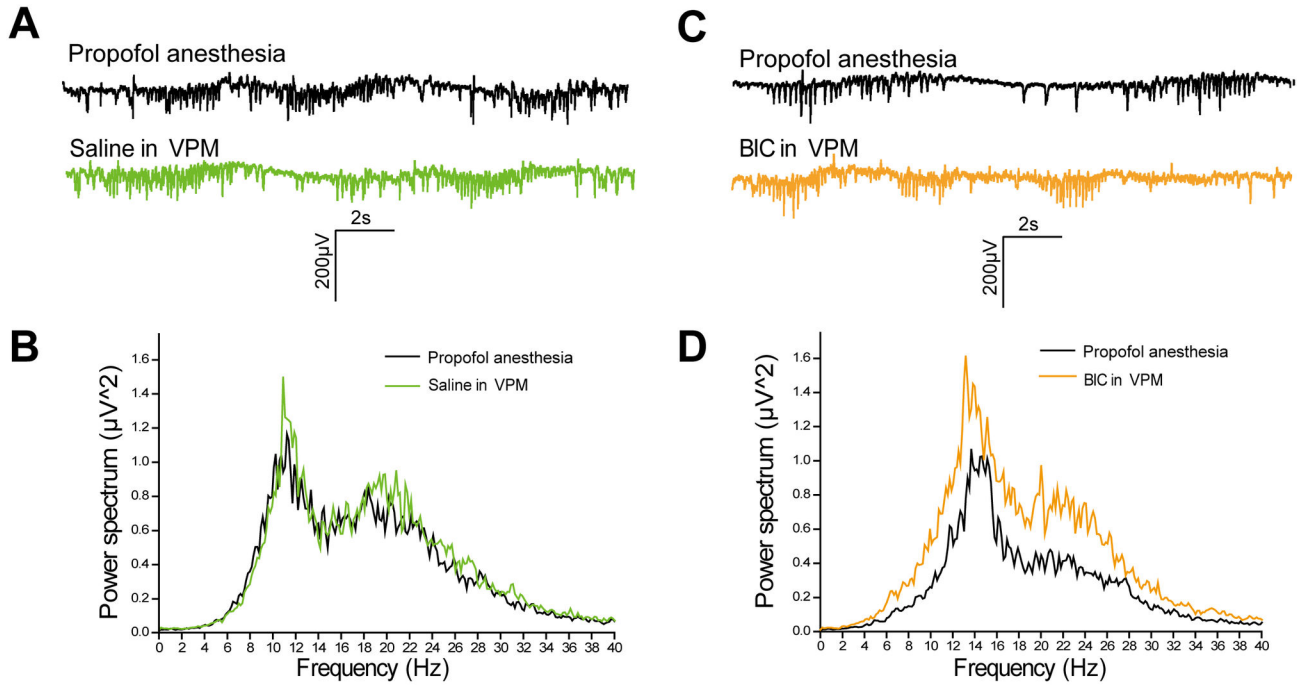 A
Propofol anesthesia
Saline in VPM
2s
200µV
C
Propofol anesthesia
BIC in VPM
2s
200µV
B
Power spectrum (µV^2)
1.6
1.4
1.2
1.0
0.8
0.6
0.4
0.2
0.0
Propofol anesthesia
Saline in VPM
0 2 4 6 8 10 12 14 16 18 20 22 24 26 28 30 32 34 36 38 40
Frequency (Hz)
D
Power spectrum (µV^2)
1.6
1.4
1.2
1.0
0.8
0.6
0.4
0.2
0.0
Propofol anesthesia
BIC in VPM
0 2 4 6 8 10 12 14 16 18 20 22 24 26 28 30 32 34 36 38 40
Frequency (Hz)